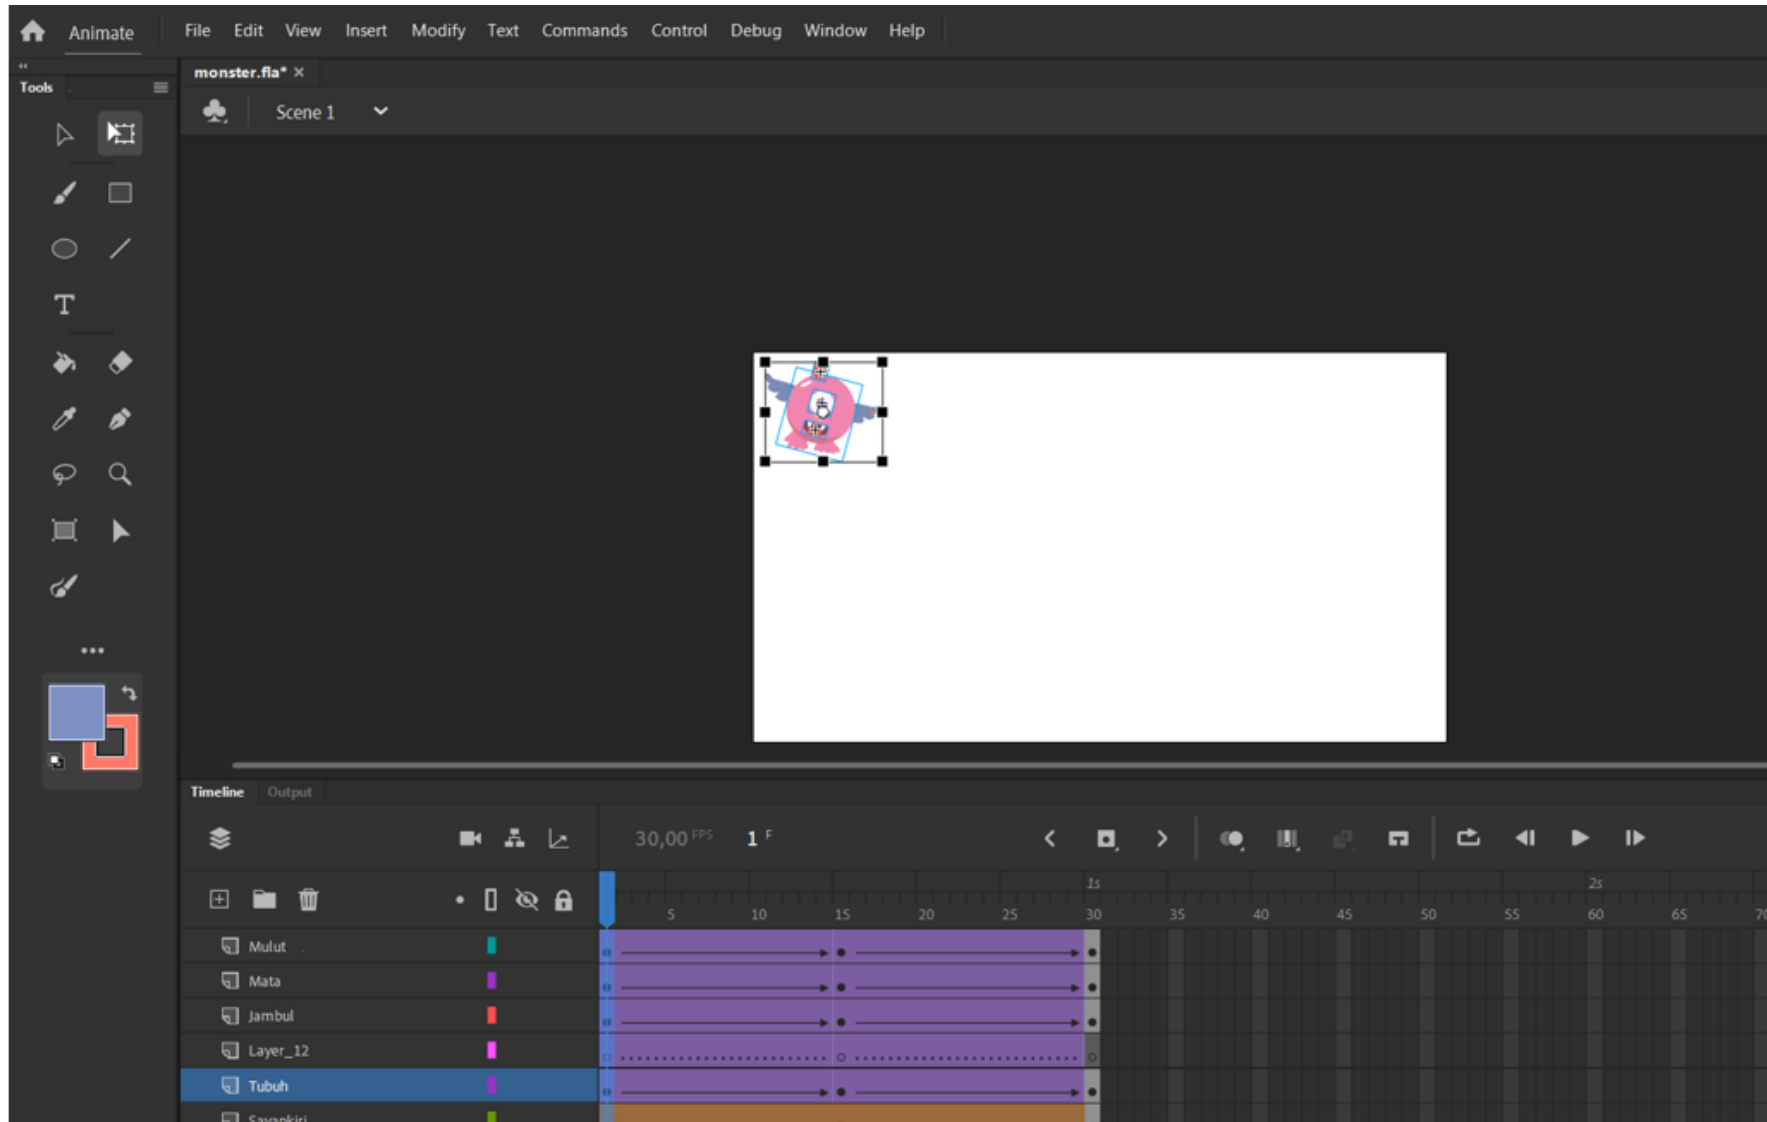 Animate File Edit View Insert Modify Text Commands Control Debug Window Help
monster.fla* ×
Tools
Scene 1
T
Timeline Output
30,00 FPS 1 F
1s 2s
5 10 15 20 25 30 35 40 45 50 55 60 65 70
Mulut
Mata
Jambul
Layer_12
Tubuh
Sayapkiri